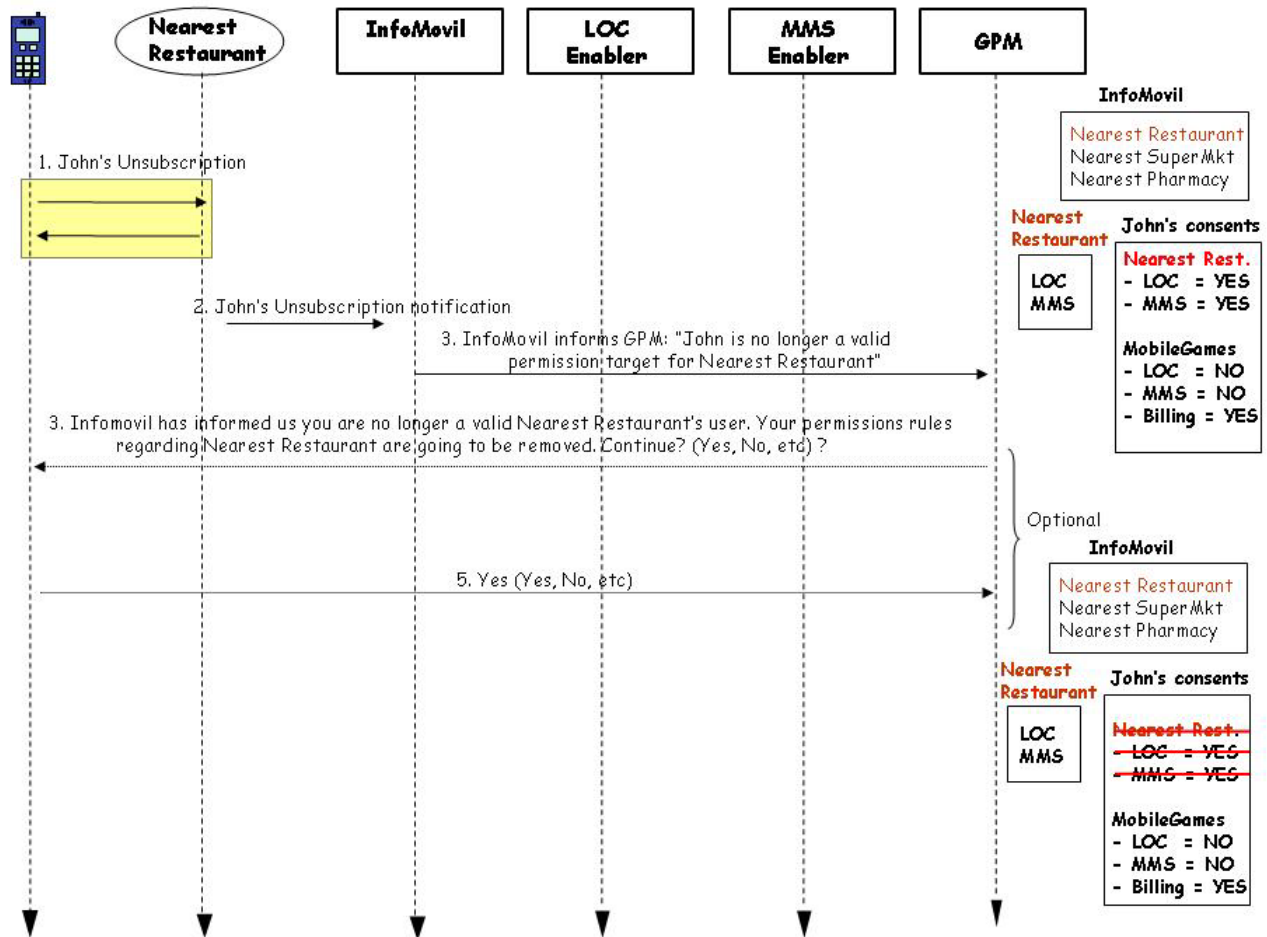 Nearest
Restaurant
InfoMovil
LOC
Enabler
MMS
Enabler
GPM
InfoMovil
Nearest Restaurant
Nearest SuperMkt
Nearest Pharmacy
1. John's Unsubscription
Nearest
Restaurant
LOC
MMS
John's consents
Nearest Rest.
- LOC = YES
- MMS = YES
MobileGames
- LOC = NO
- MMS = NO
- Billing = YES
2. John's Unsubscription notification
3. InfoMovil informs GPM: "John is no longer a valid
permission target for Nearest Restaurant"
3. Infomovil has informed us you are no longer a valid Nearest Restaurant's user. Your permissions rules
regarding Nearest Restaurant are going to be removed. Continue? (Yes, No, etc) ?
Optional
InfoMovil
Nearest Restaurant
Nearest SuperMkt
Nearest Pharmacy
5. Yes (Yes, No, etc)
Nearest
Restaurant
LOC
MMS
John's consents
Nearest Rest.
- LOC = YES
- MMS = YES
MobileGames
- LOC = NO
- MMS = NO
- Billing = YES